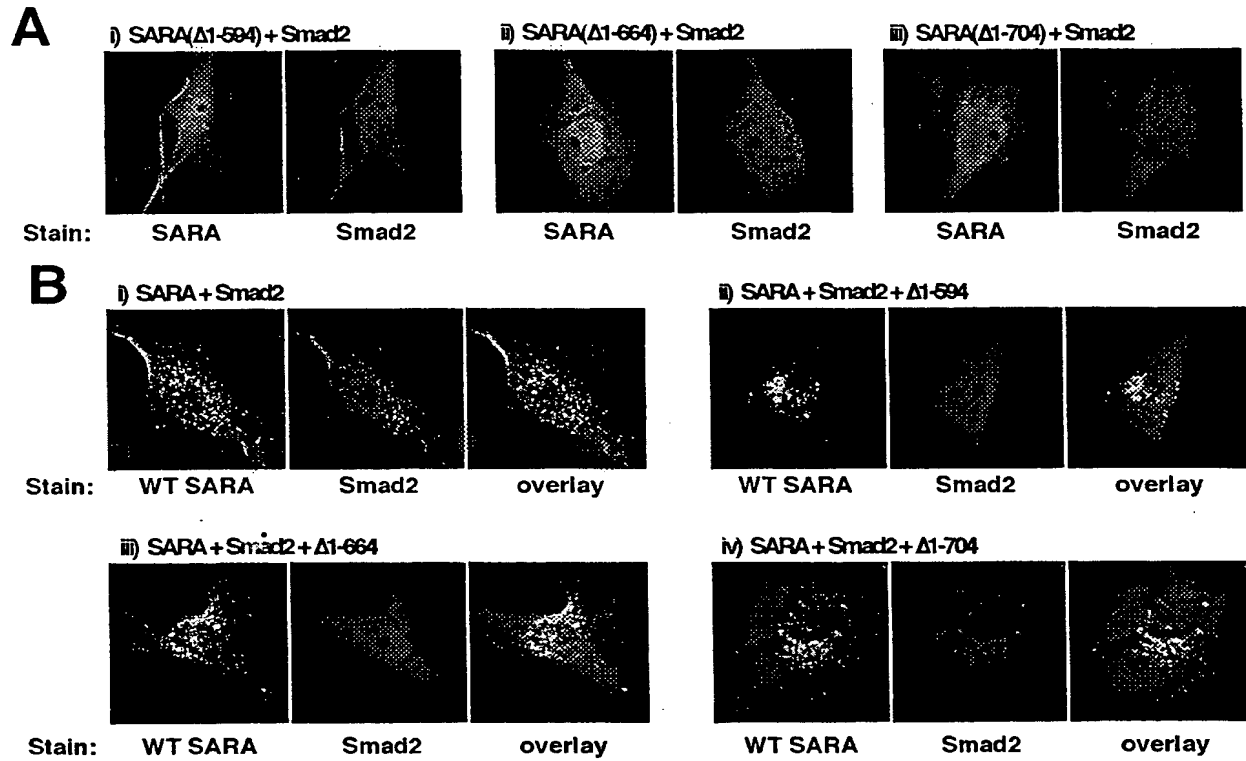 A
i) SARA(Δ1-594) + Smad2
ii) SARA(Δ1-664) + Smad2
iii) SARA(Δ1-704) + Smad2
Stain: SARA Smad2 SARA Smad2 SARA Smad2
B
i) SARA + Smad2
ii) SARA + Smad2 + Δ1-594
Stain: WT SARA Smad2 overlay WT SARA Smad2 overlay
iii) SARA + Smad2 + Δ1-664
iv) SARA + Smad2 + Δ1-704
Stain: WT SARA Smad2 overlay WT SARA Smad2 overlay